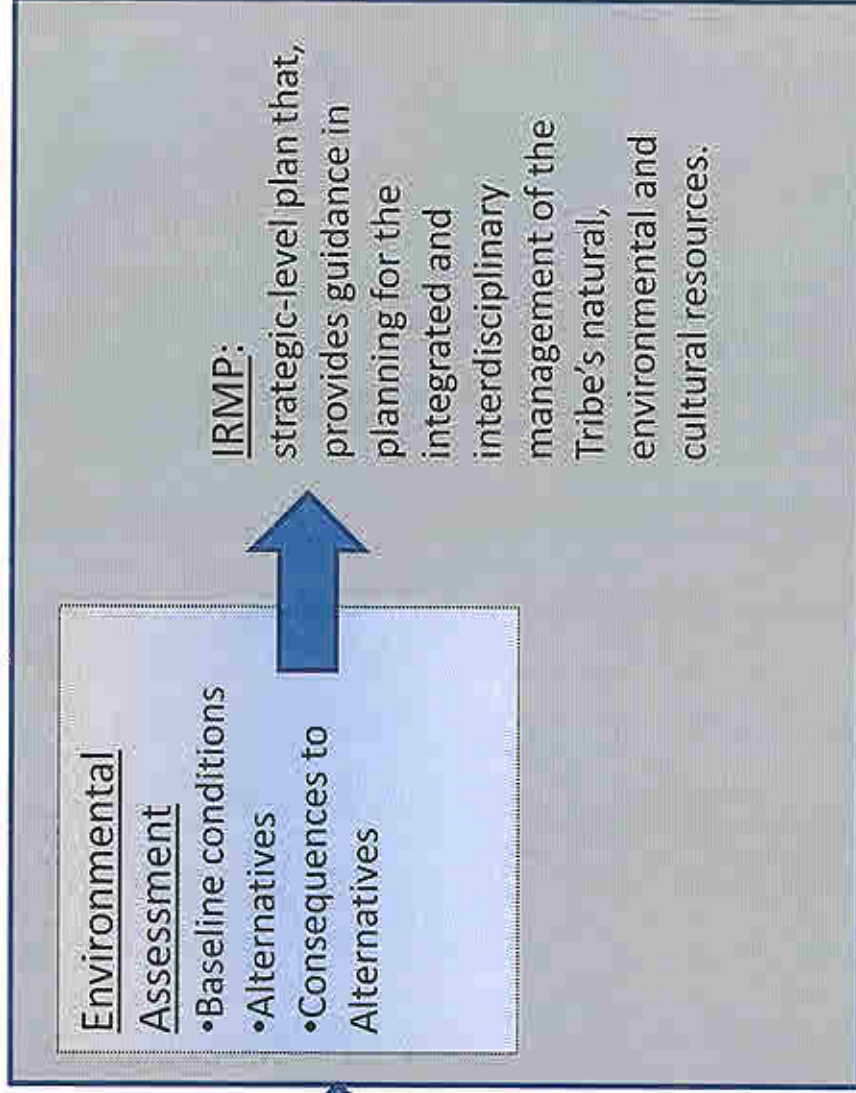 Environmental
Assessment
•Baseline conditions
•Alternatives
•Consequences to
Alternatives
IRMP:
strategic-level plan that,
provides guidance in
planning for the
integrated and
interdisciplinary
management of the
Tribe's natural,
environmental and
cultural resources.